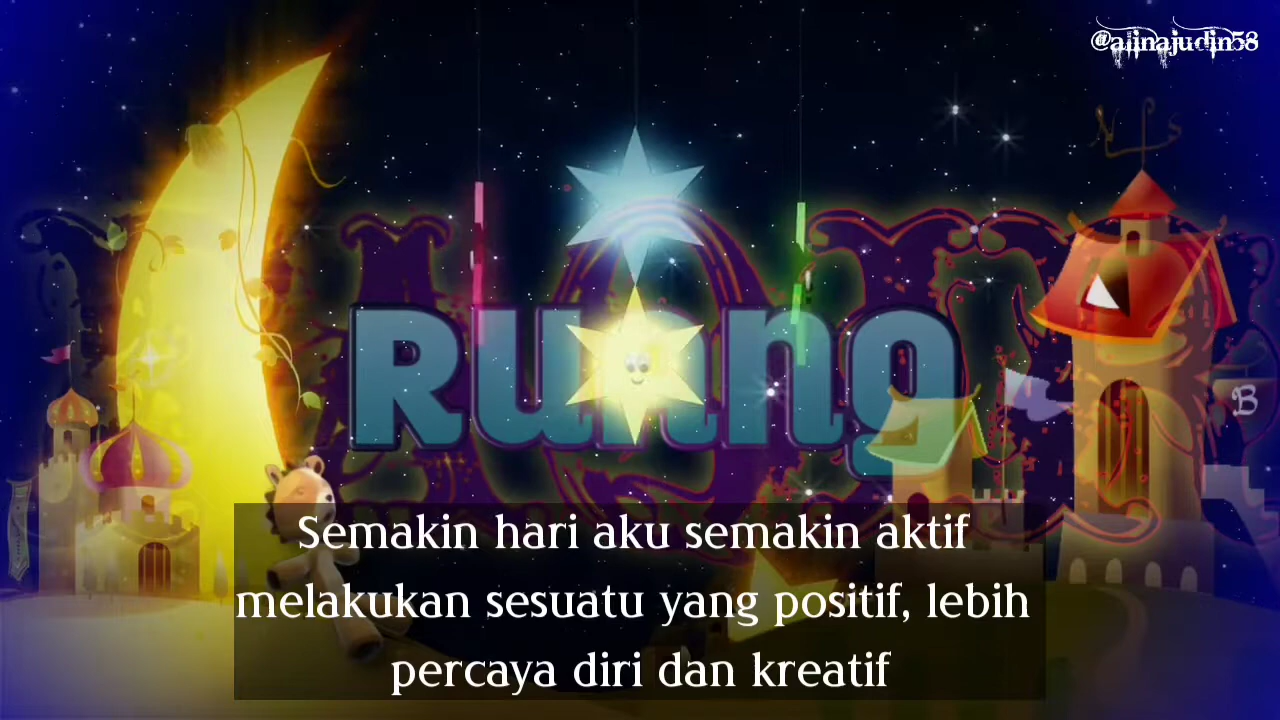 @alinajudin58
N S
Ruang
B
Semakin hari aku semakin aktif
melakukan sesuatu yang positif, lebih
percaya diri dan kreatif